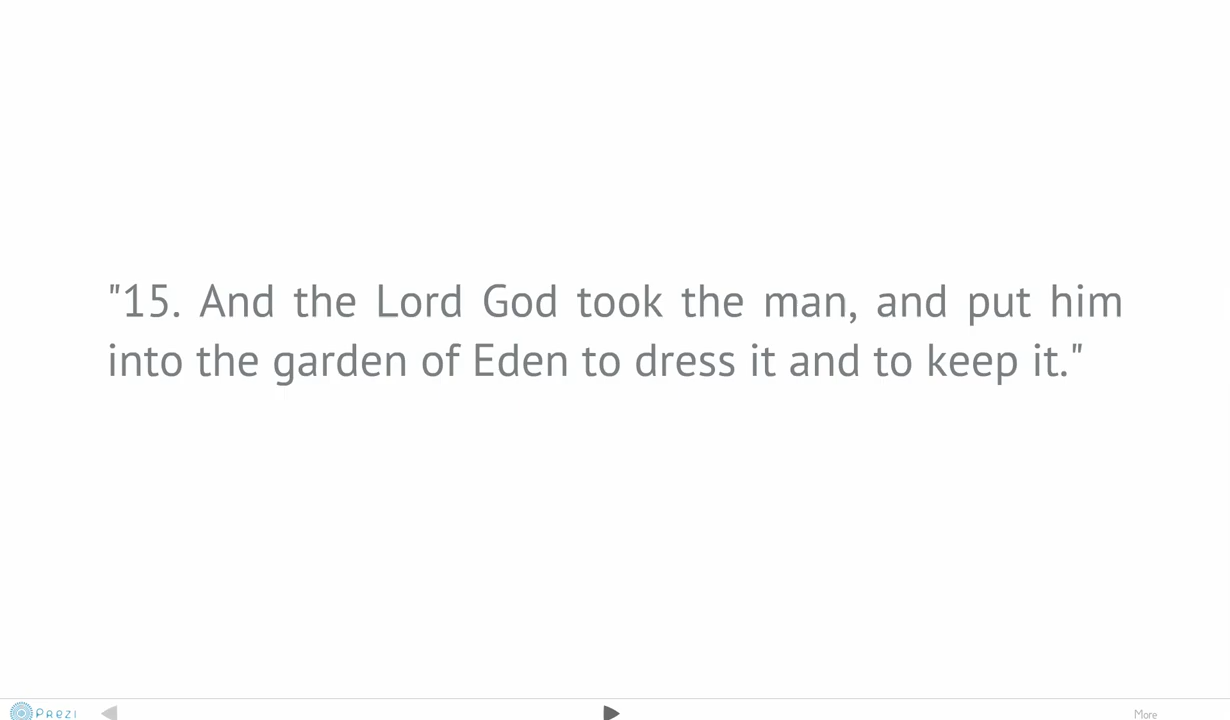 "15. And the Lord God took the man, and put him
into the garden of Eden to dress it and to keep it."
PREZI
More